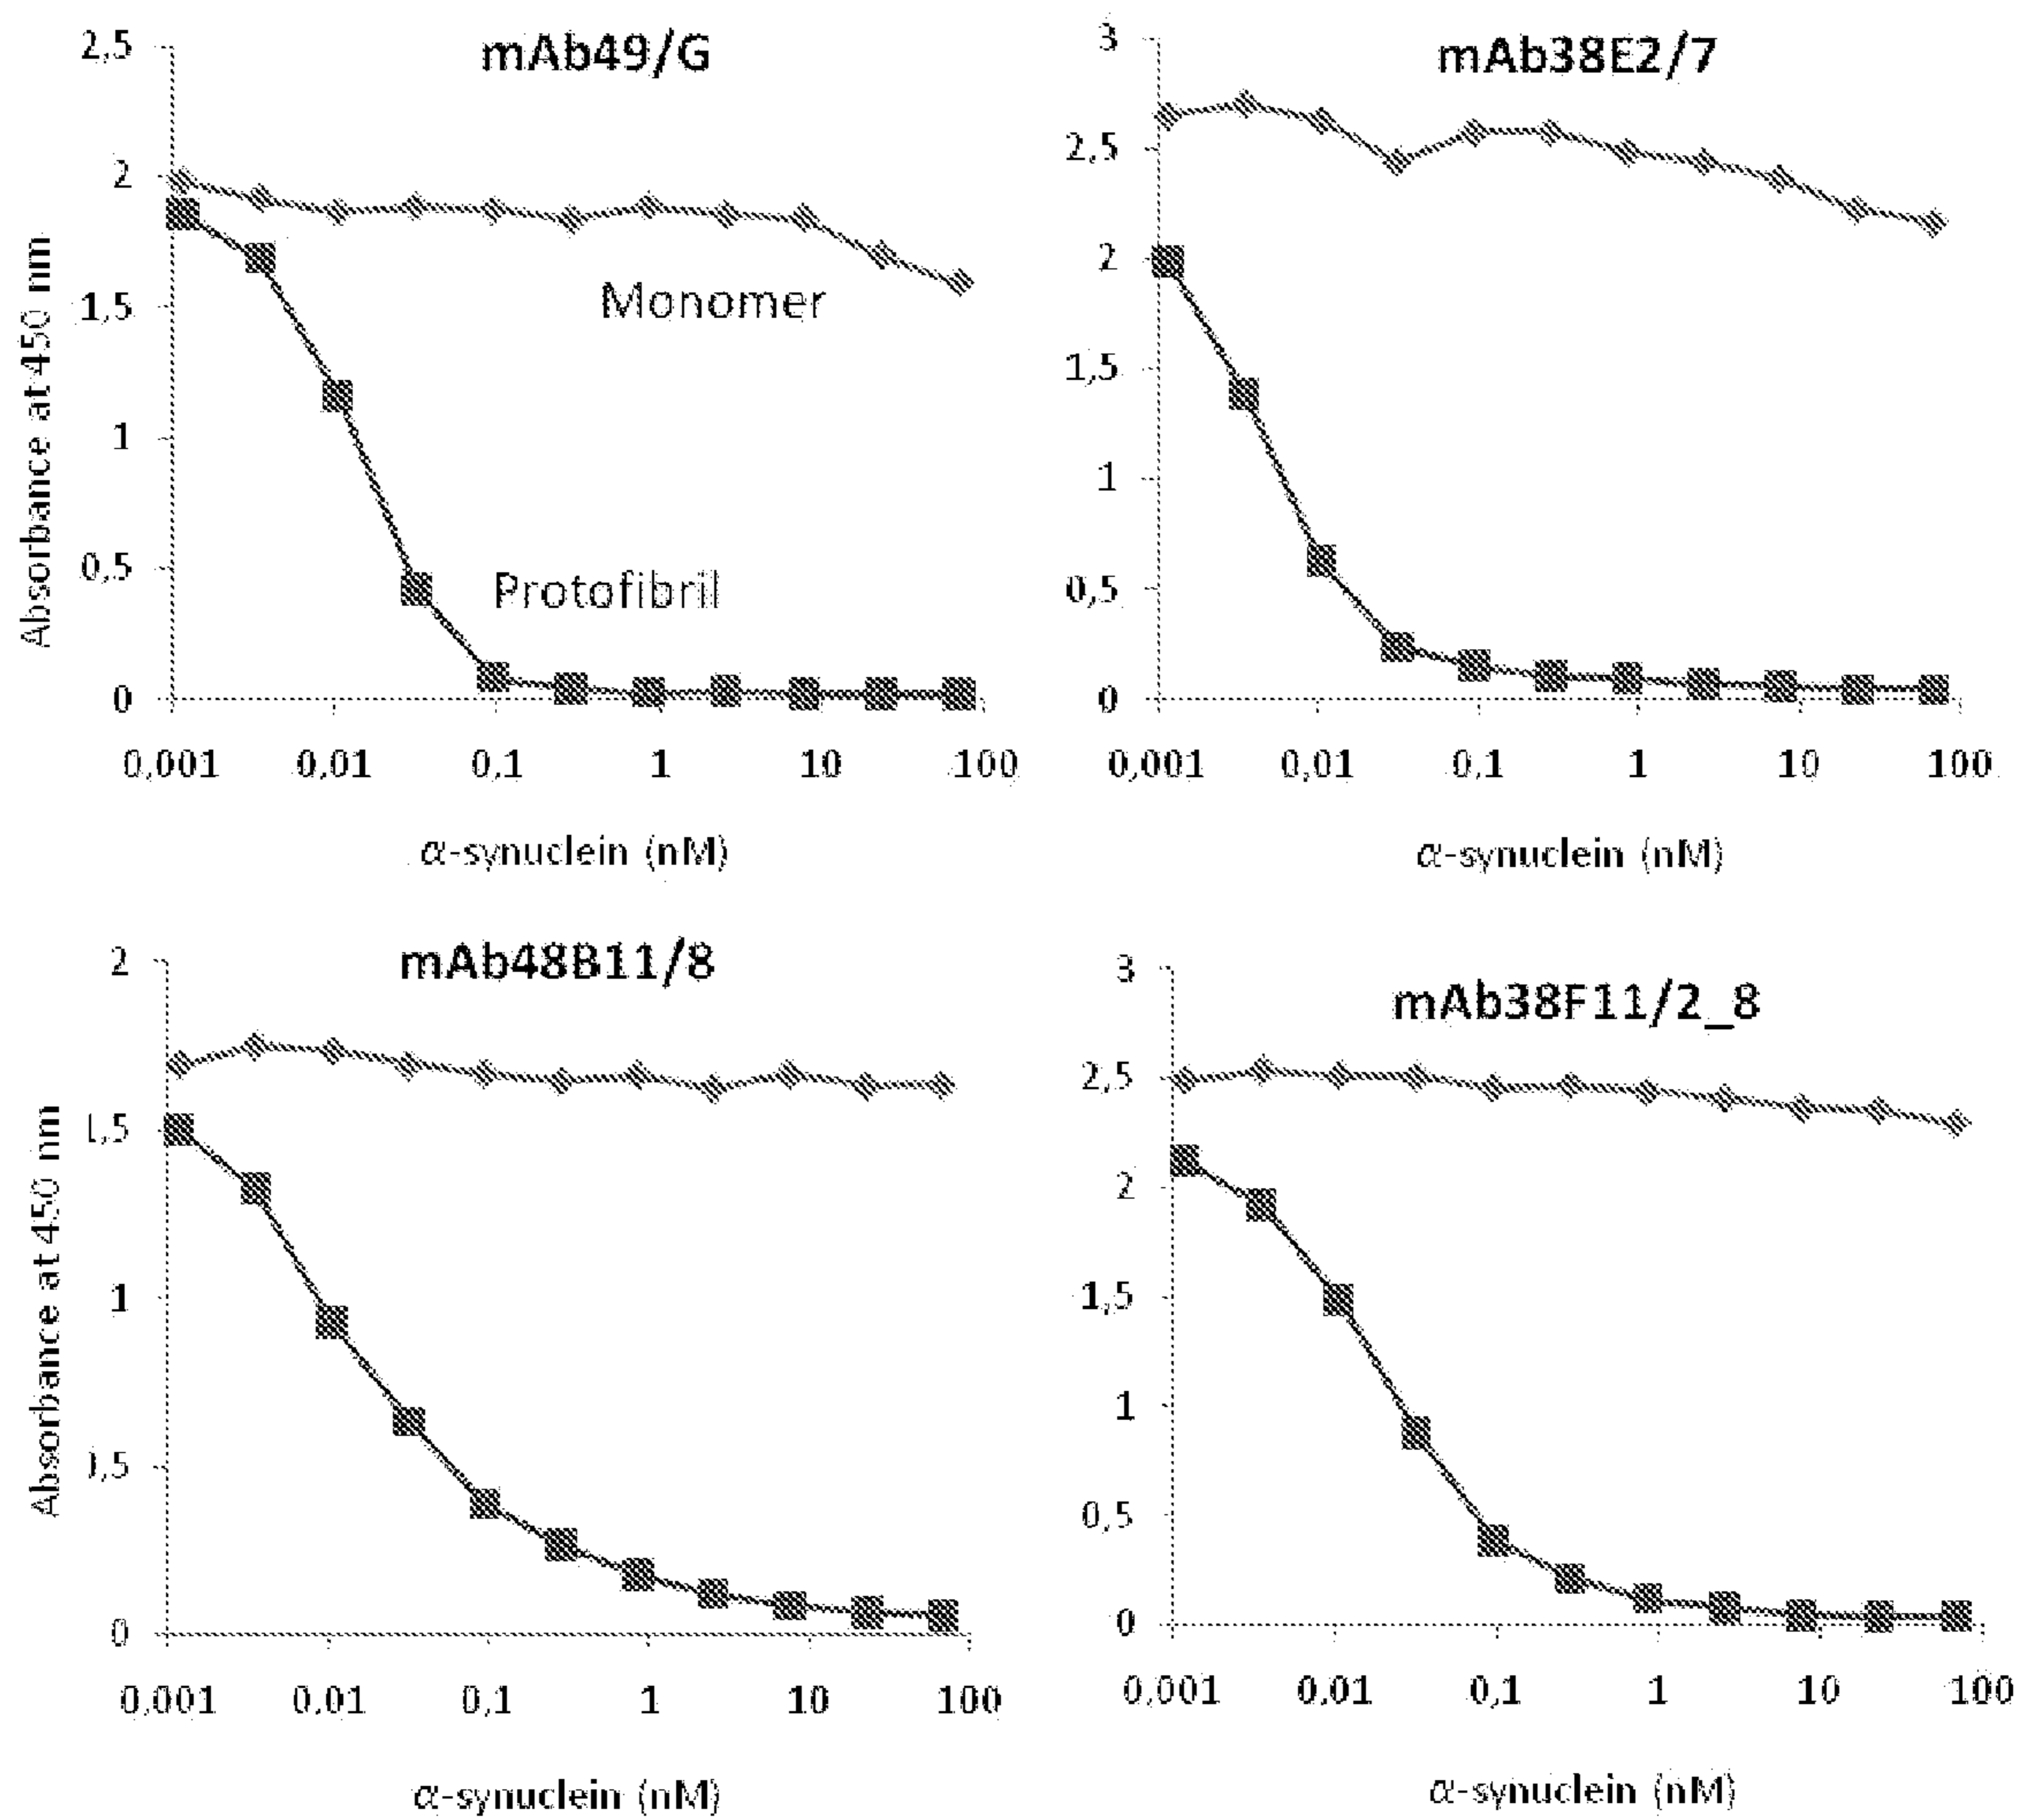 mAb49/G
2,5
2
1,5
1
0,5
0
Absorbance at 450 nm
Monomer
Protofibril
0,001 0,01 0,1 1 10 100
α-synuclein (nM)
mAb38E2/7
3
2,5
2
1,5
1
0,5
0
0,001 0,01 0,1 1 10 100
α-synuclein (nM)
mAb48B11/8
2
1,5
1
),5
0
Absorbance at 450 nm
0,001 0,01 0,1 1 10 100
α-synuclein (nM)
mAb38F11/2_8
3
2,5
2
1,5
1
0,5
0
0,001 0,01 0,1 1 10 100
α-synuclein (nM)